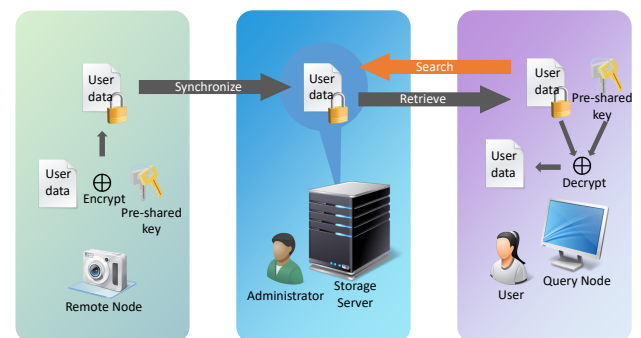 User
data
Synchronize
User
data
Encrypt
Pre-shared
key
Remote Node
User
data
Search
Retrieve
Administrator
Storage
Server
User
data
Pre-shared
key
User
data
Decrypt
User
Query Node